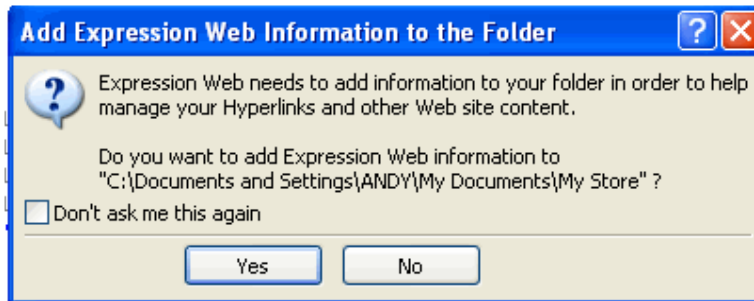 Add Expression Web Information to the Folder
Expression Web needs to add information to your folder in order to help
manage your Hyperlinks and other Web site content.
Do you want to add Expression Web information to
"C:\Documents and Settings\ANDY\My Documents\My Store" ?
Don't ask me this again
Yes No